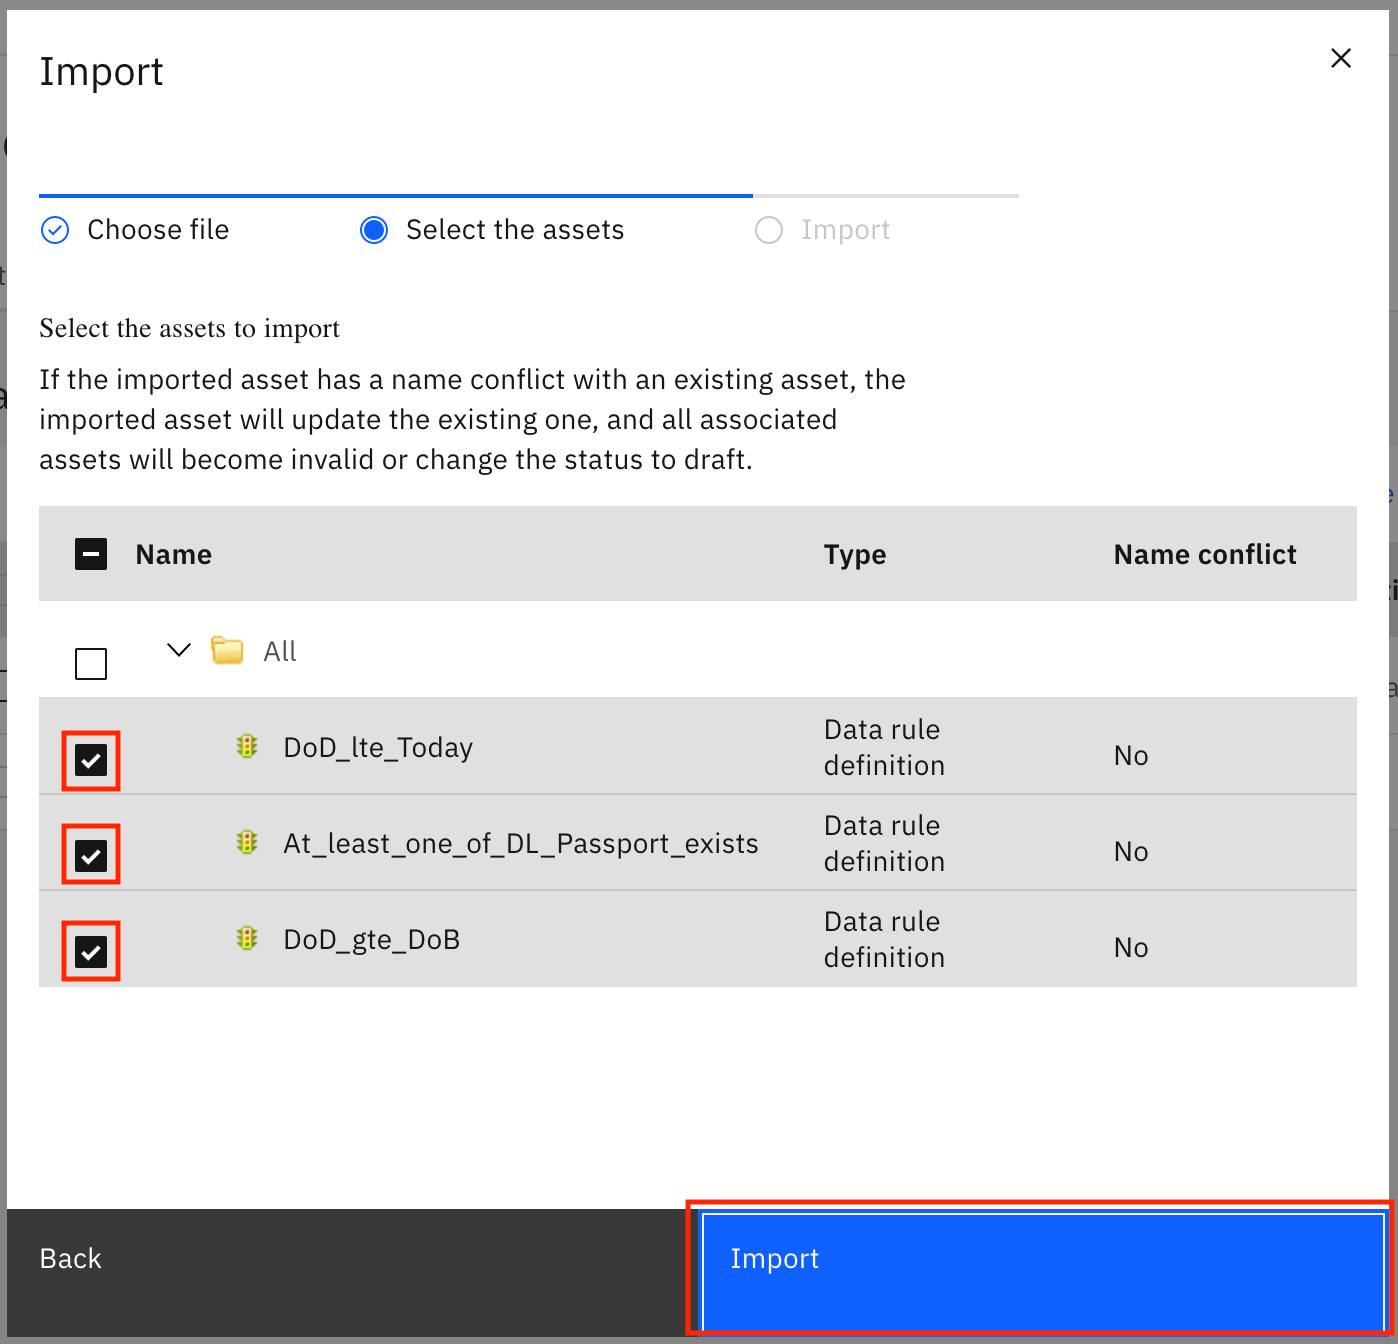 Import
Choose file
Select the assets
Import
Select the assets to import
If the imported asset has a name conflict with an existing asset, the
imported asset will update the existing one, and all associated
assets will become invalid or change the status to draft.
Name Type Name conflict
All
DoD_lte_Today Data rule definition No
At_least_one_of_DL_Passport_exists Data rule definition No
DoD_gte_DoB Data rule definition No
Back
Import